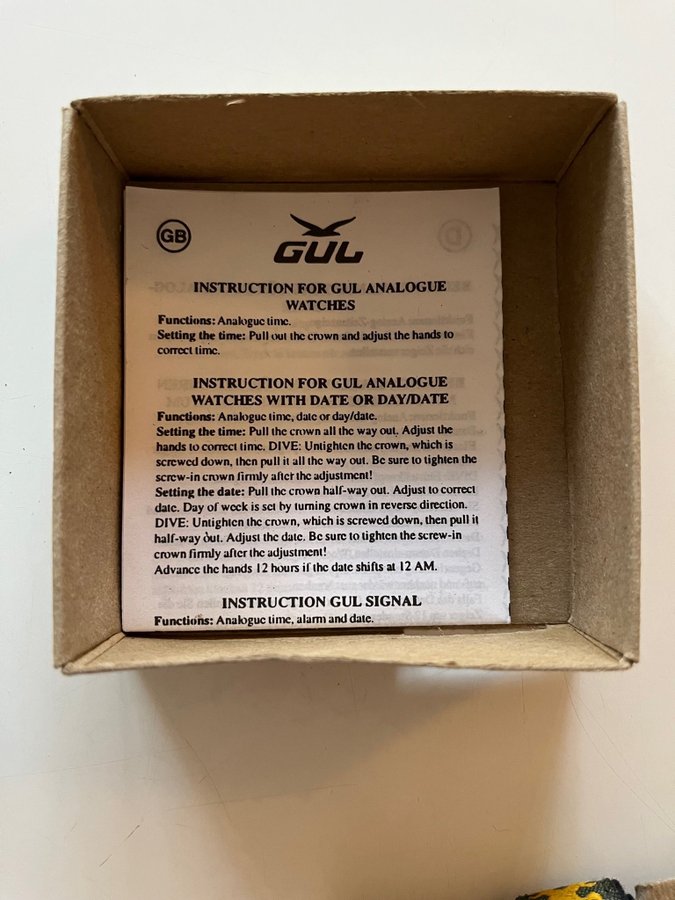 GB
GUL
INSTRUCTION FOR GUL ANALOGUE
WATCHES
Functions: Analogue time.
Setting the time: Pull out the crown and adjust the hands to
correct time.
INSTRUCTION FOR GUL ANALOGUE
WATCHES WITH DATE OR DAY/DATE
Functions: Analogue time, date or day/date.
Setting the time: Pull the crown all the way out. Adjust the
hands to correct time. DIVE: Untighten the crown, which is
screwed down, then pull it all the way out. Be sure to tighten the
screw-in crown firmly after the adjustment!
Setting the date: Pull the crown half-way out. Adjust to correct
date. Day of week is set by turning crown in reverse direction.
DIVE: Untighten the crown, which is screwed down, then pull it
half-way out. Adjust the date. Be sure to tighten the screw-in
crown firmly after the adjustment!
Advance the hands 12 hours if the date shifts at 12 AM.
INSTRUCTION GUL SIGNAL
Functions: Analogue time, alarm and date.